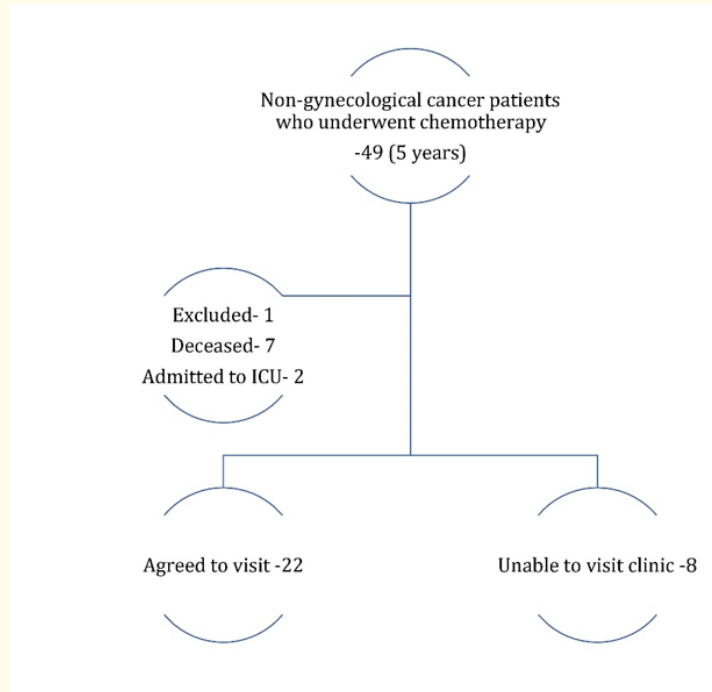 Non-gynecological cancer patients
who underwent chemotherapy
-49 (5 years)
Excluded- 1
Deceased- 7
Admitted to ICU- 2
Agreed to visit -22
Unable to visit clinic -8